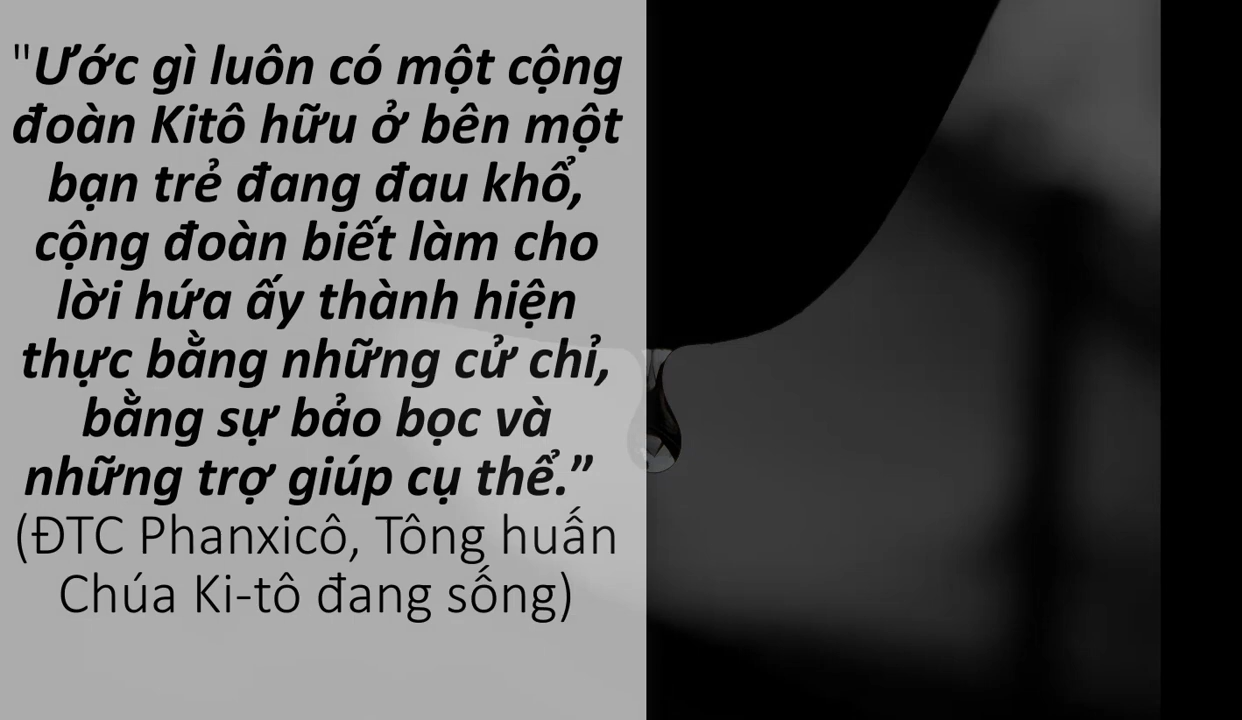 "Ước gì luôn có một cộng
đoàn Kitô hữu ở bên một
bạn trẻ đang đau khổ,
cộng đoàn biết làm cho
lời hứa ấy thành hiện
thực bằng những cử chỉ,
bằng sự bảo bọc và
những trợ giúp cụ thể.”
(ĐTC Phanxicô, Tông huấn
Chúa Ki-tô đang sống)